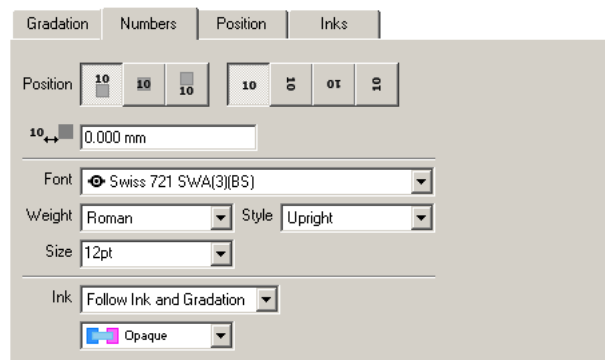 Gradation Numbers Position Inks
Position 10 10 10 10 10 10 10
10 0.000 mm
Font Swiss 721 SWA(3)(BS)
Weight Roman Style Upright
Size 12pt
Ink Follow Ink and Gradation
Opaque